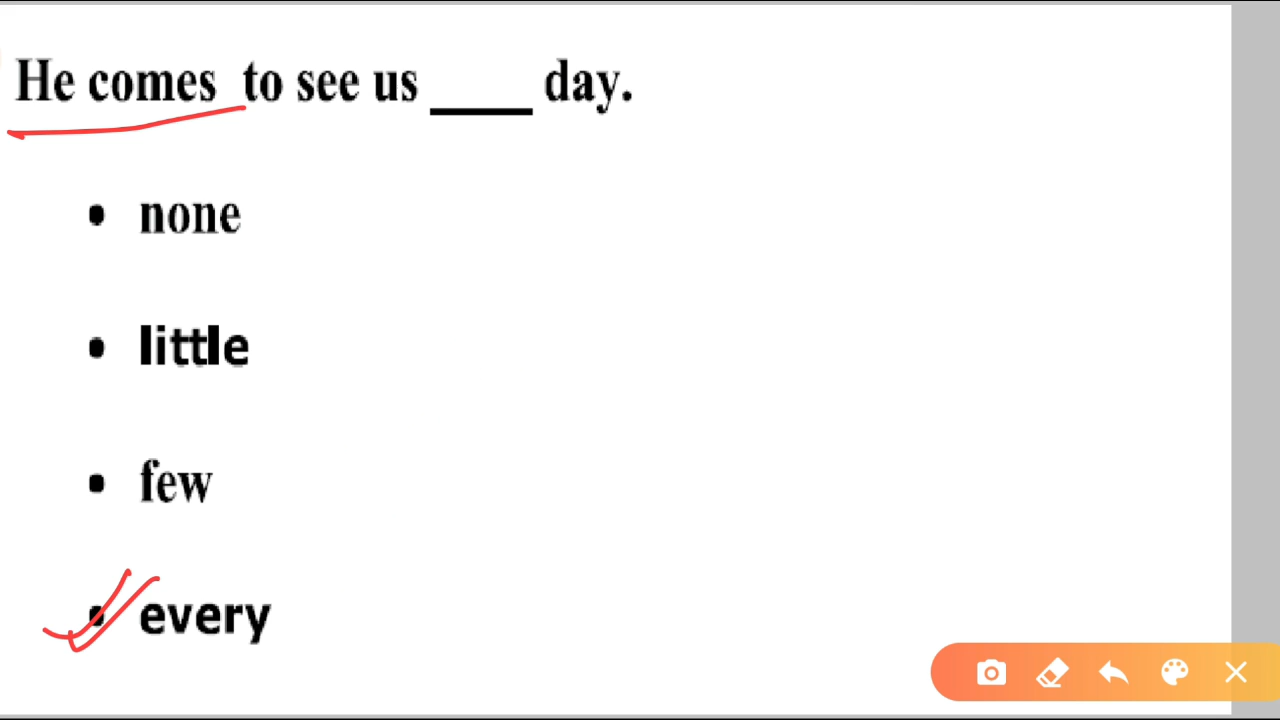 He comes to see us ____ day.
• none
• little
• few
• every